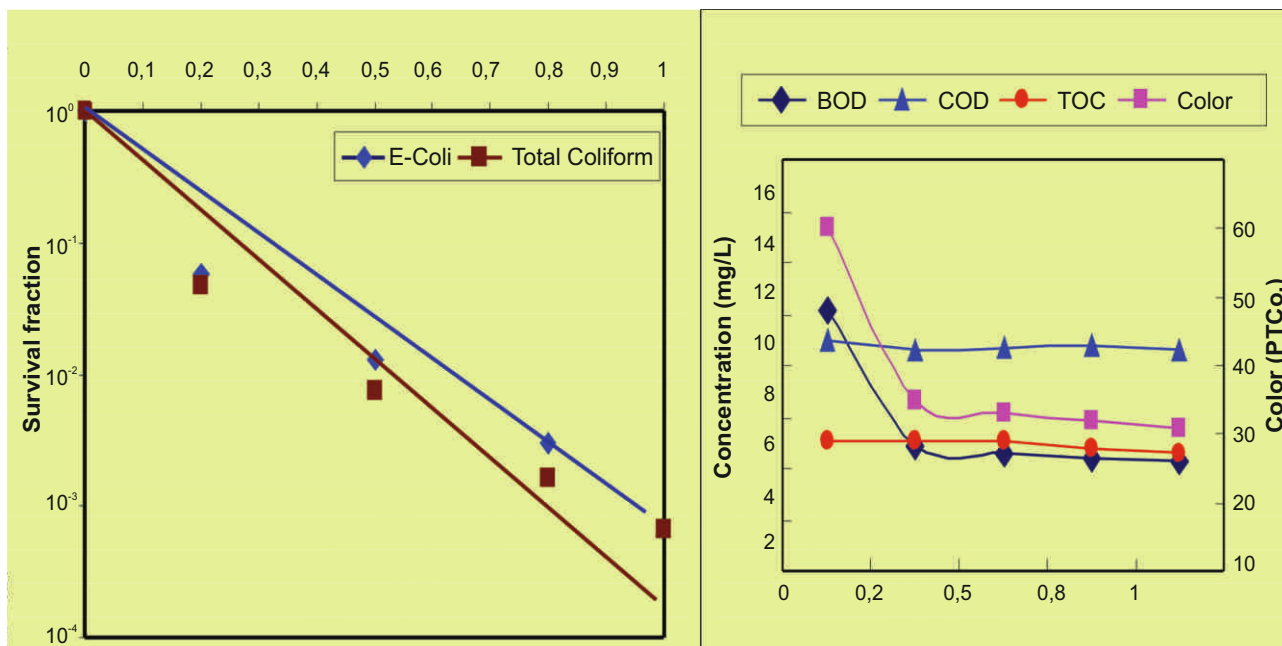 0 0,1 0,2 0,3 0,4 0,5 0,6 0,7 0,8 0,9 1
10⁰
10⁻¹
10⁻²
10⁻³
10⁻⁴
Survival fraction
E-Coli Total Coliform
BOD COD TOC Color
Concentration (mg/L)
16
14
12
10
8
6
4
2
60
50
40
30
20
10
Color (PTCo.)
0 0,2 0,5 0,8 1